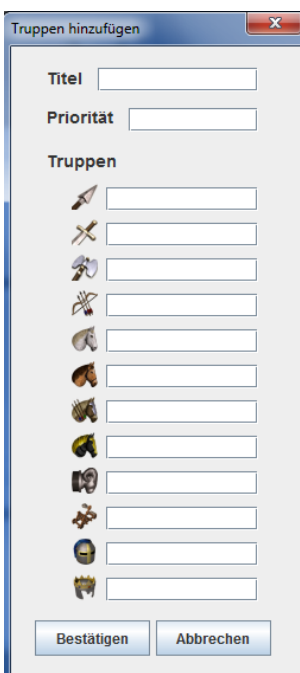 Truppen hinzufügen
Titel
Priorität
Truppen
Bestätigen Abbrechen